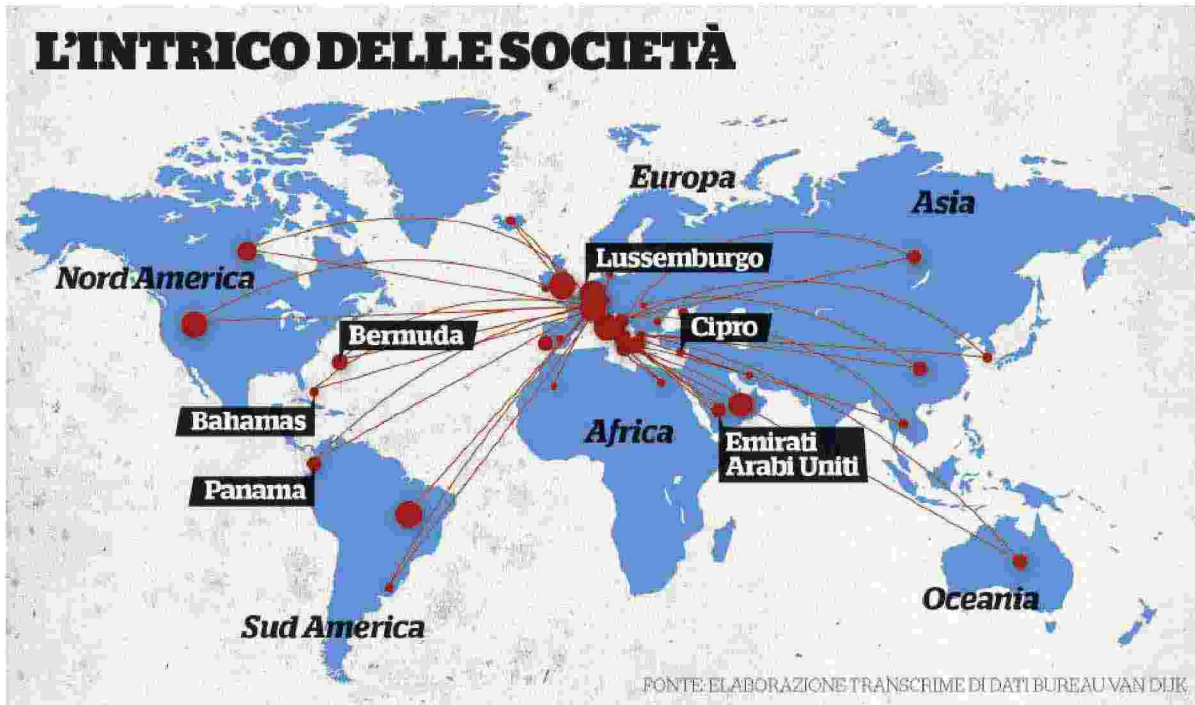 L'INTRICO DELLE SOCIETÀ
Europa
Asia
Lussemburgo
Nord America
Bermuda
Cipro
Bahamas
Africa
Emirati
Arabi Uniti
Panama
Oceania
Sud America
FONTE: ELABORAZIONE TRANSCRIME DI DATI BUREAU VAN DIJK